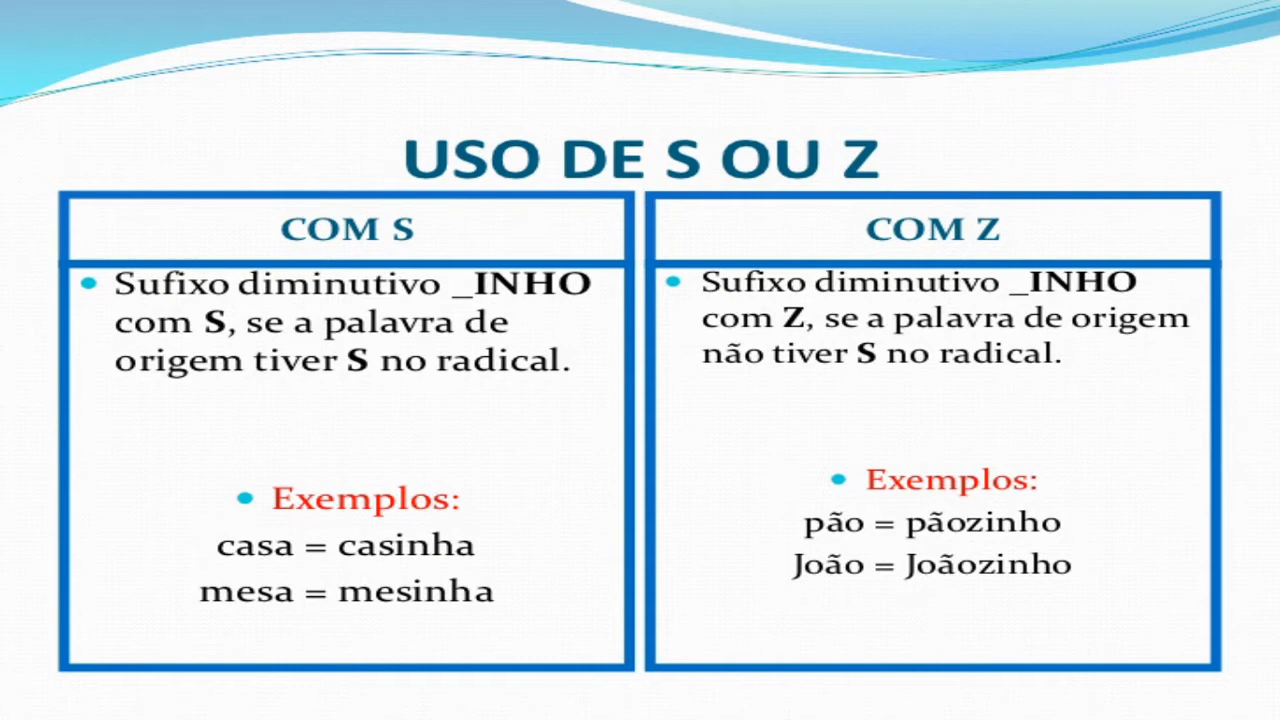 USO DE S OU Z
COM S
• Sufixo diminutivo _INHO
com S, se a palavra de
origem tiver S no radical.
• Exemplos:
casa = casinha
mesa = mesinha
COM Z
• Sufixo diminutivo _INHO
com Z, se a palavra de origem
não tiver S no radical.
• Exemplos:
pão = pãozinho
João = Joãozinho